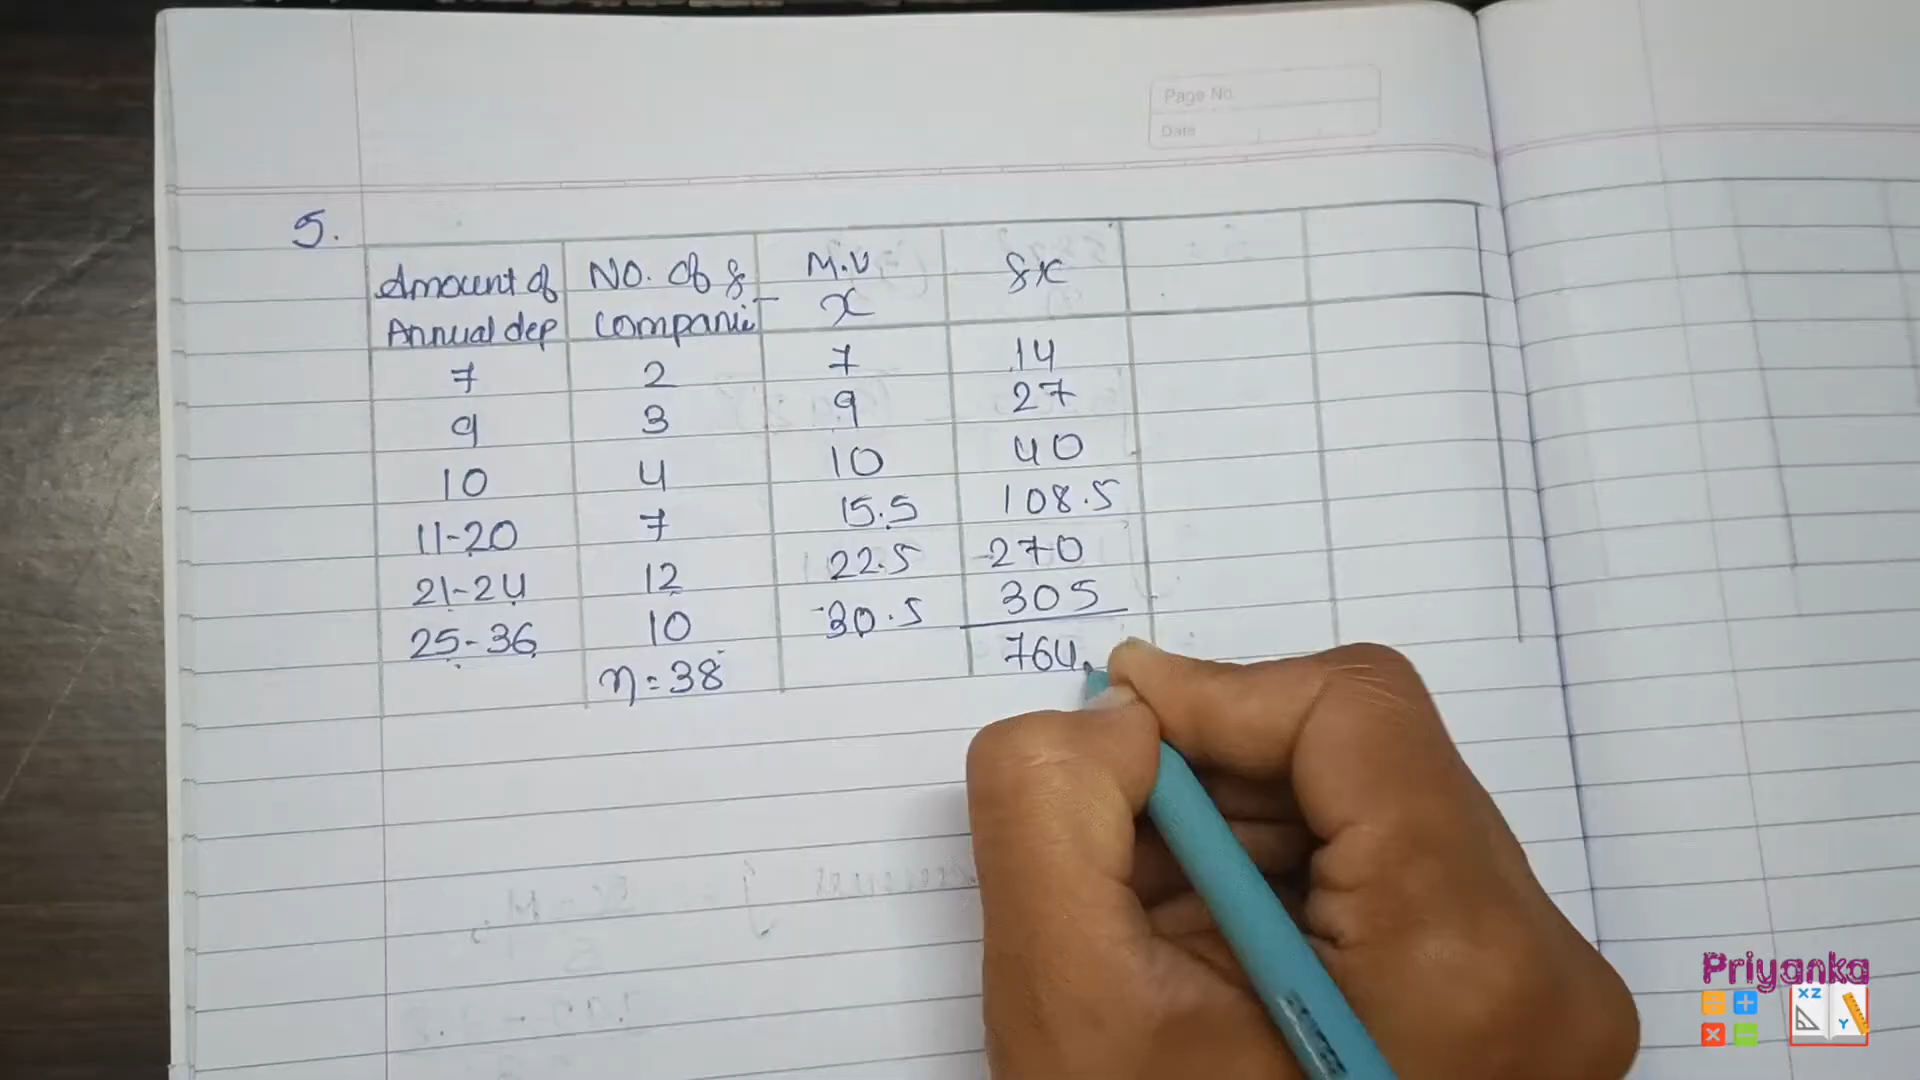 Page No.
Date
5.
Amount of Annual dep | No. of f companie | M.V x | fx
7 | 2 | 7 | 14
9 | 3 | 9 | 27
10 | 4 | 10 | 40
11-20 | 7 | 15.5 | 108.5
21-24 | 12 | 22.5 | 270
25-36 | 10 | 30.5 | 305
n=38 | 764.
Priyanka
XZ
Y